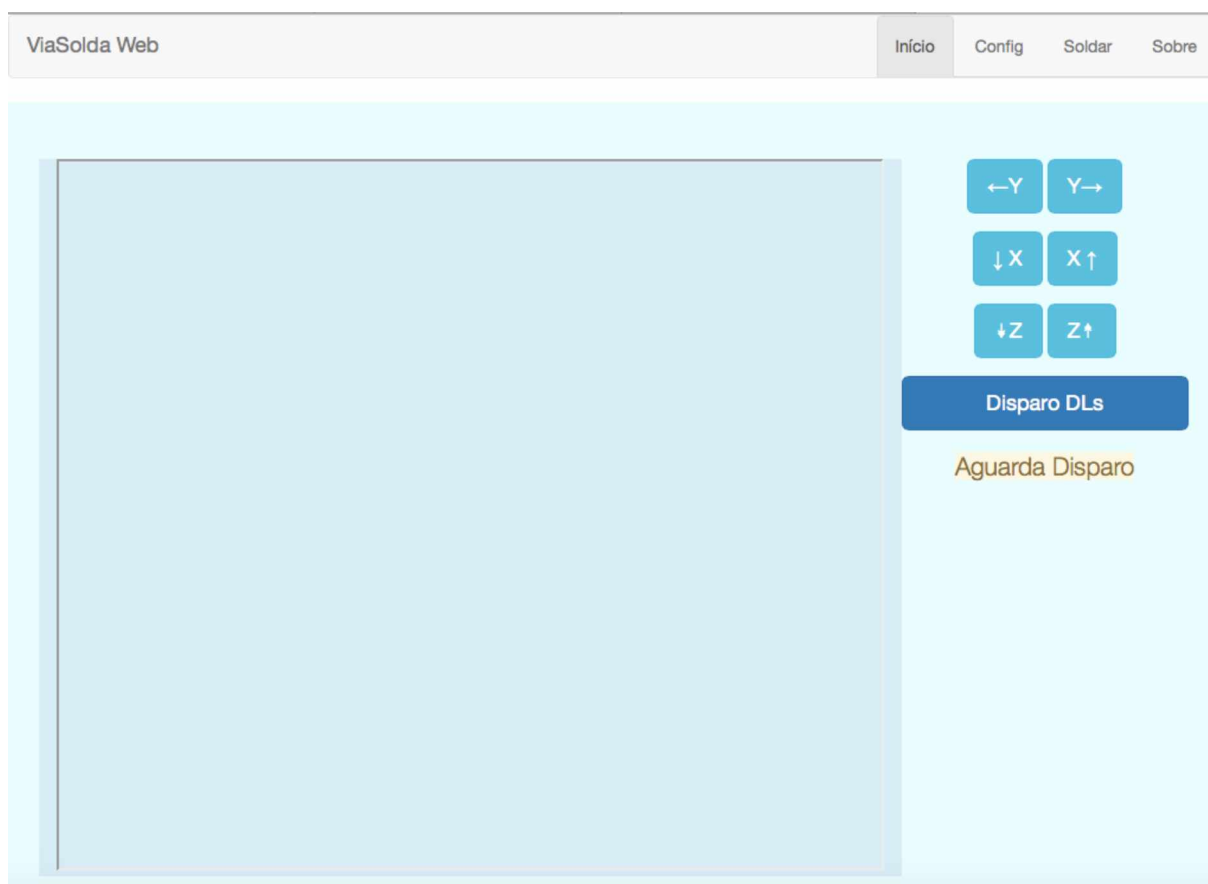 ViaSolda Web Início Config Soldar Sobre
←Y Y→
↓X X↑
↓Z Z↑
Disparo DLs
Aguarda Disparo